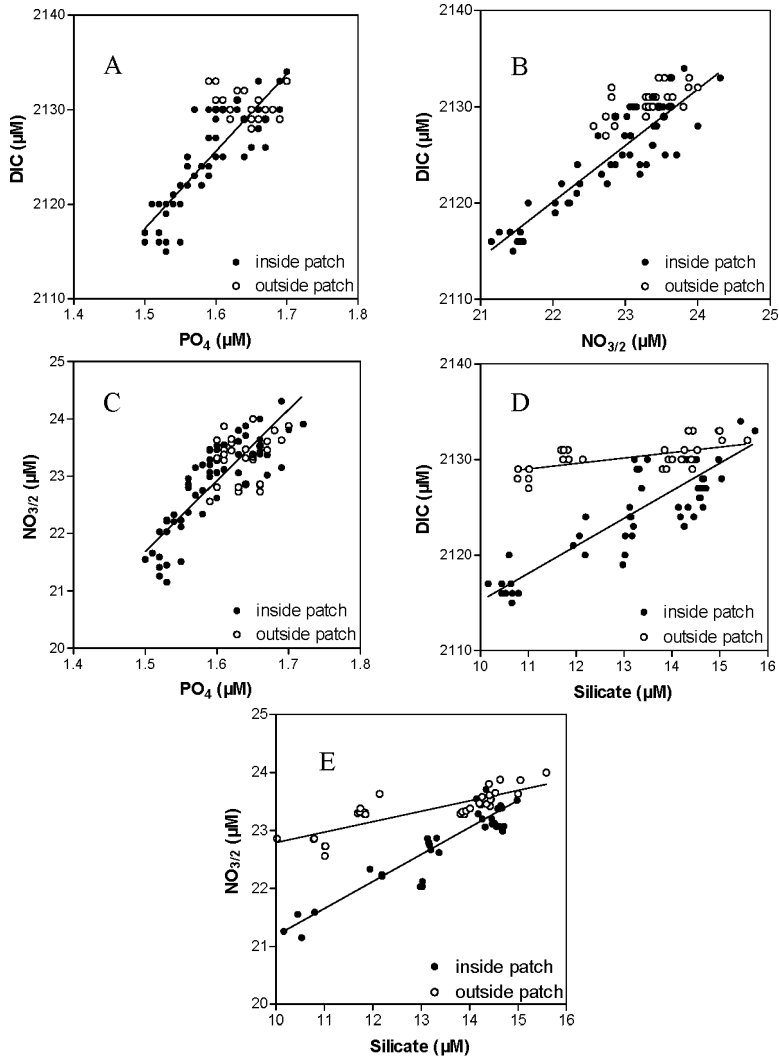 2140
2130
2120
2110
DIC (µM)
A
inside patch
outside patch
1.4 1.5 1.6 1.7 1.8
PO4 (µM)
2140
2130
2120
2110
DIC (µM)
B
inside patch
outside patch
21 22 23 24 25
NO3/2 (µM)
25
24
23
22
21
20
NO3/2 (µM)
C
inside patch
outside patch
1.4 1.5 1.6 1.7 1.8
PO4 (µM)
2140
2130
2120
2110
DIC (µM)
D
inside patch
outside patch
10 11 12 13 14 15 16
Silicate (µM)
25
24
23
22
21
20
NO3/2 (µM)
E
inside patch
outside patch
10 11 12 13 14 15 16
Silicate (µM)